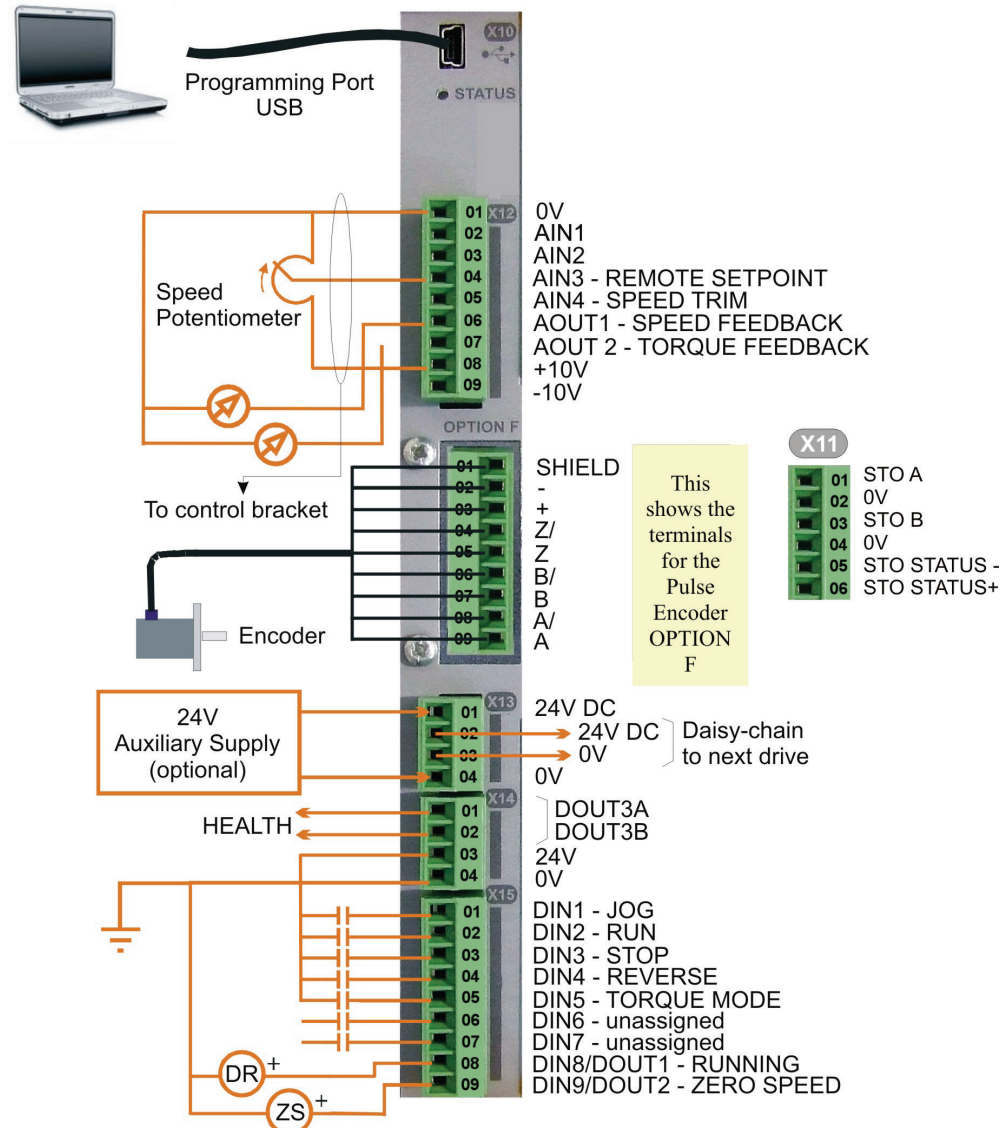 X10
Programming Port
USB
STATUS
01 X12 0V
02 AIN1
03 AIN2
04 AIN3 - REMOTE SETPOINT
05 AIN4 - SPEED TRIM
06 AOUT1 - SPEED FEEDBACK
07 AOUT 2 - TORQUE FEEDBACK
08 +10V
09 -10V
Speed
Potentiometer
OPTION F
To control bracket
01 SHIELD
02 -
03 +
04 Z/
05 Z
06 B/
07 B
08 A/
09 A
Encoder
This
shows the
terminals
for the
Pulse
Encoder
OPTION
F
X11
01 STO A
02 0V
03 STO B
04 0V
05 STO STATUS -
06 STO STATUS+
24V
Auxiliary Supply
(optional)
X13
01 24V DC
02 24V DC
03 0V
04 0V
Daisy-chain
to next drive
HEALTH
X14
01 DOUT3A
02 DOUT3B
03 24V
04 0V
X15
01 DIN1 - JOG
02 DIN2 - RUN
03 DIN3 - STOP
04 DIN4 - REVERSE
05 DIN5 - TORQUE MODE
06 DIN6 - unassigned
07 DIN7 - unassigned
08 DIN8/DOUT1 - RUNNING
09 DIN9/DOUT2 - ZERO SPEED
DR +
ZS +